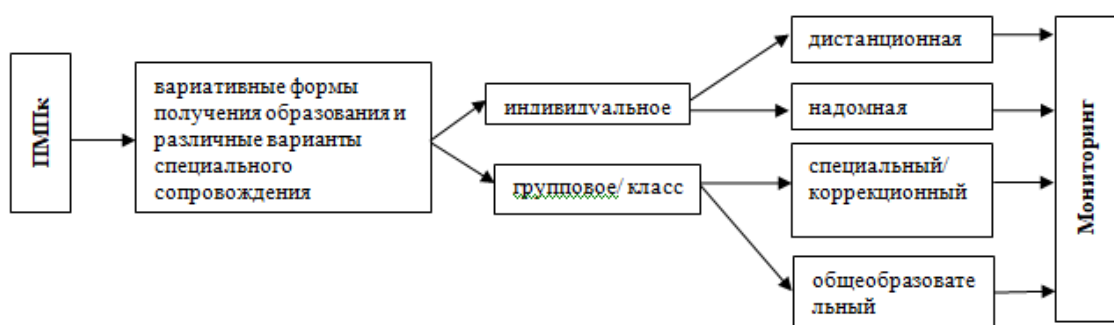 ПМПк
вариативные формы
получения образования и
различные варианты
специального
сопровождения
индивидуальное
групповое/ класс
дистанционная
надомная
специальный/
коррекционный
общеобразовате
льный
Мониторинг